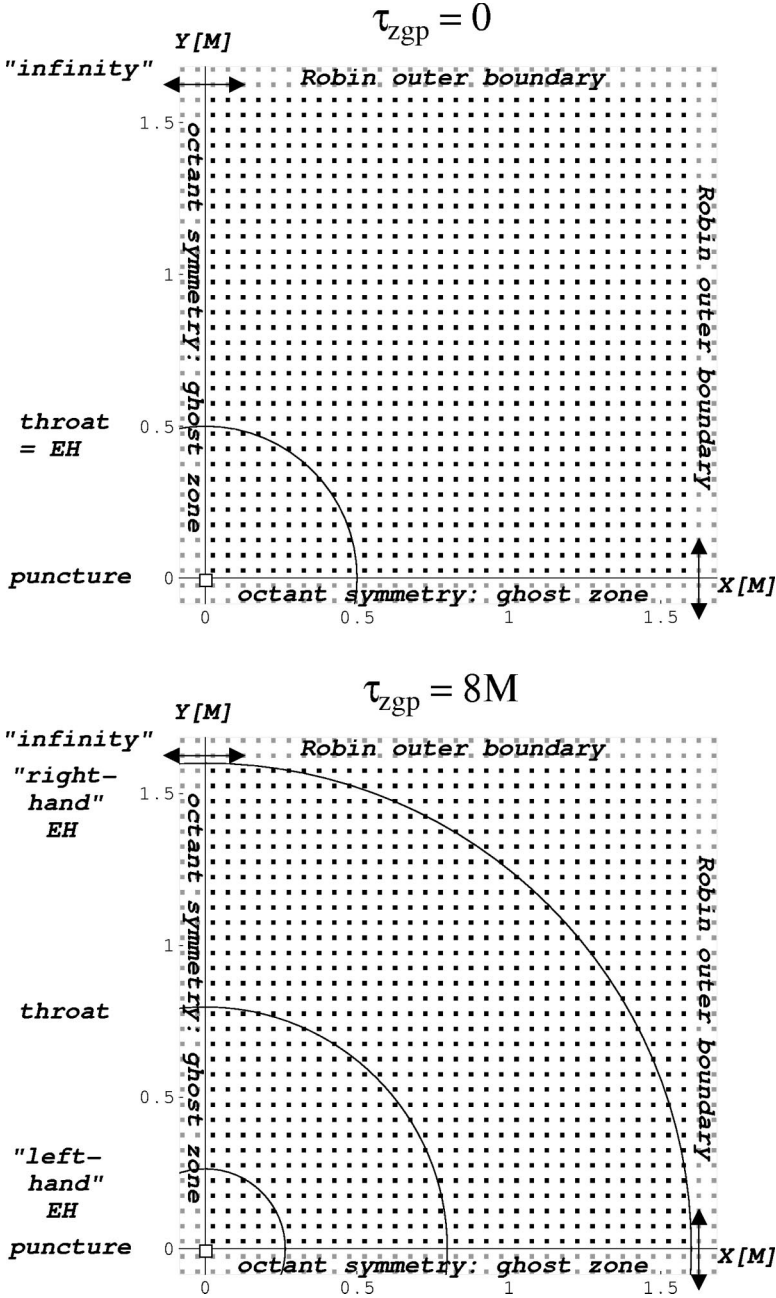 τzgp = 0
Y[M]
"infinity"
Robin outer boundary
1.5
octant symmetry: ghost zone
Robin outer boundary
1
throat
= EH
0.5
puncture
0
octant symmetry: ghost zone
X[M]
0
0.5
1
1.5
τzgp = 8M
Y[M]
"infinity"
Robin outer boundary
"right-
hand"
EH
1.5
octant symmetry: ghost zone
Robin outer boundary
1
throat
0.5
"left-
hand"
EH
puncture
0
octant symmetry: ghost zone
X[M]
0
0.5
1
1.5